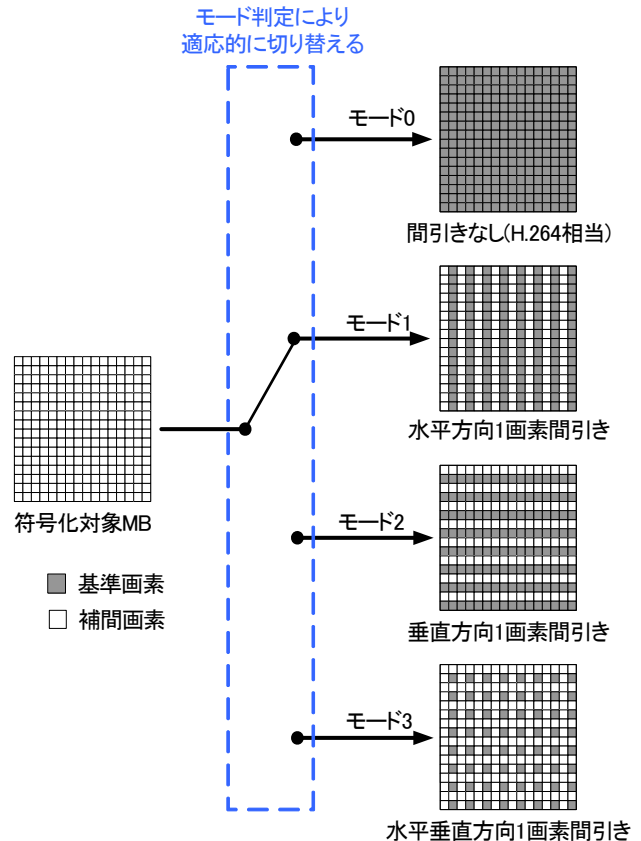 モード判定により
適応的に切り替える
モード0
間引きなし(H.264相当)
モード1
水平方向1画素間引き
符号化対象MB
モード2
基準画素
補間画素
垂直方向1画素間引き
モード3
水平垂直方向1画素間引き